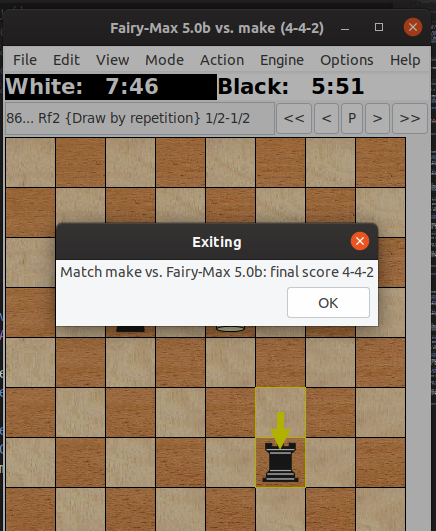 Fairy-Max 5.0b vs. make (4-4-2)
File Edit View Mode Action Engine Options Help
White: 7:46 Black: 5:51
86... Rf2 {Draw by repetition} 1/2-1/2 << < P > >>
Exiting
Match make vs. Fairy-Max 5.0b: final score 4-4-2
OK